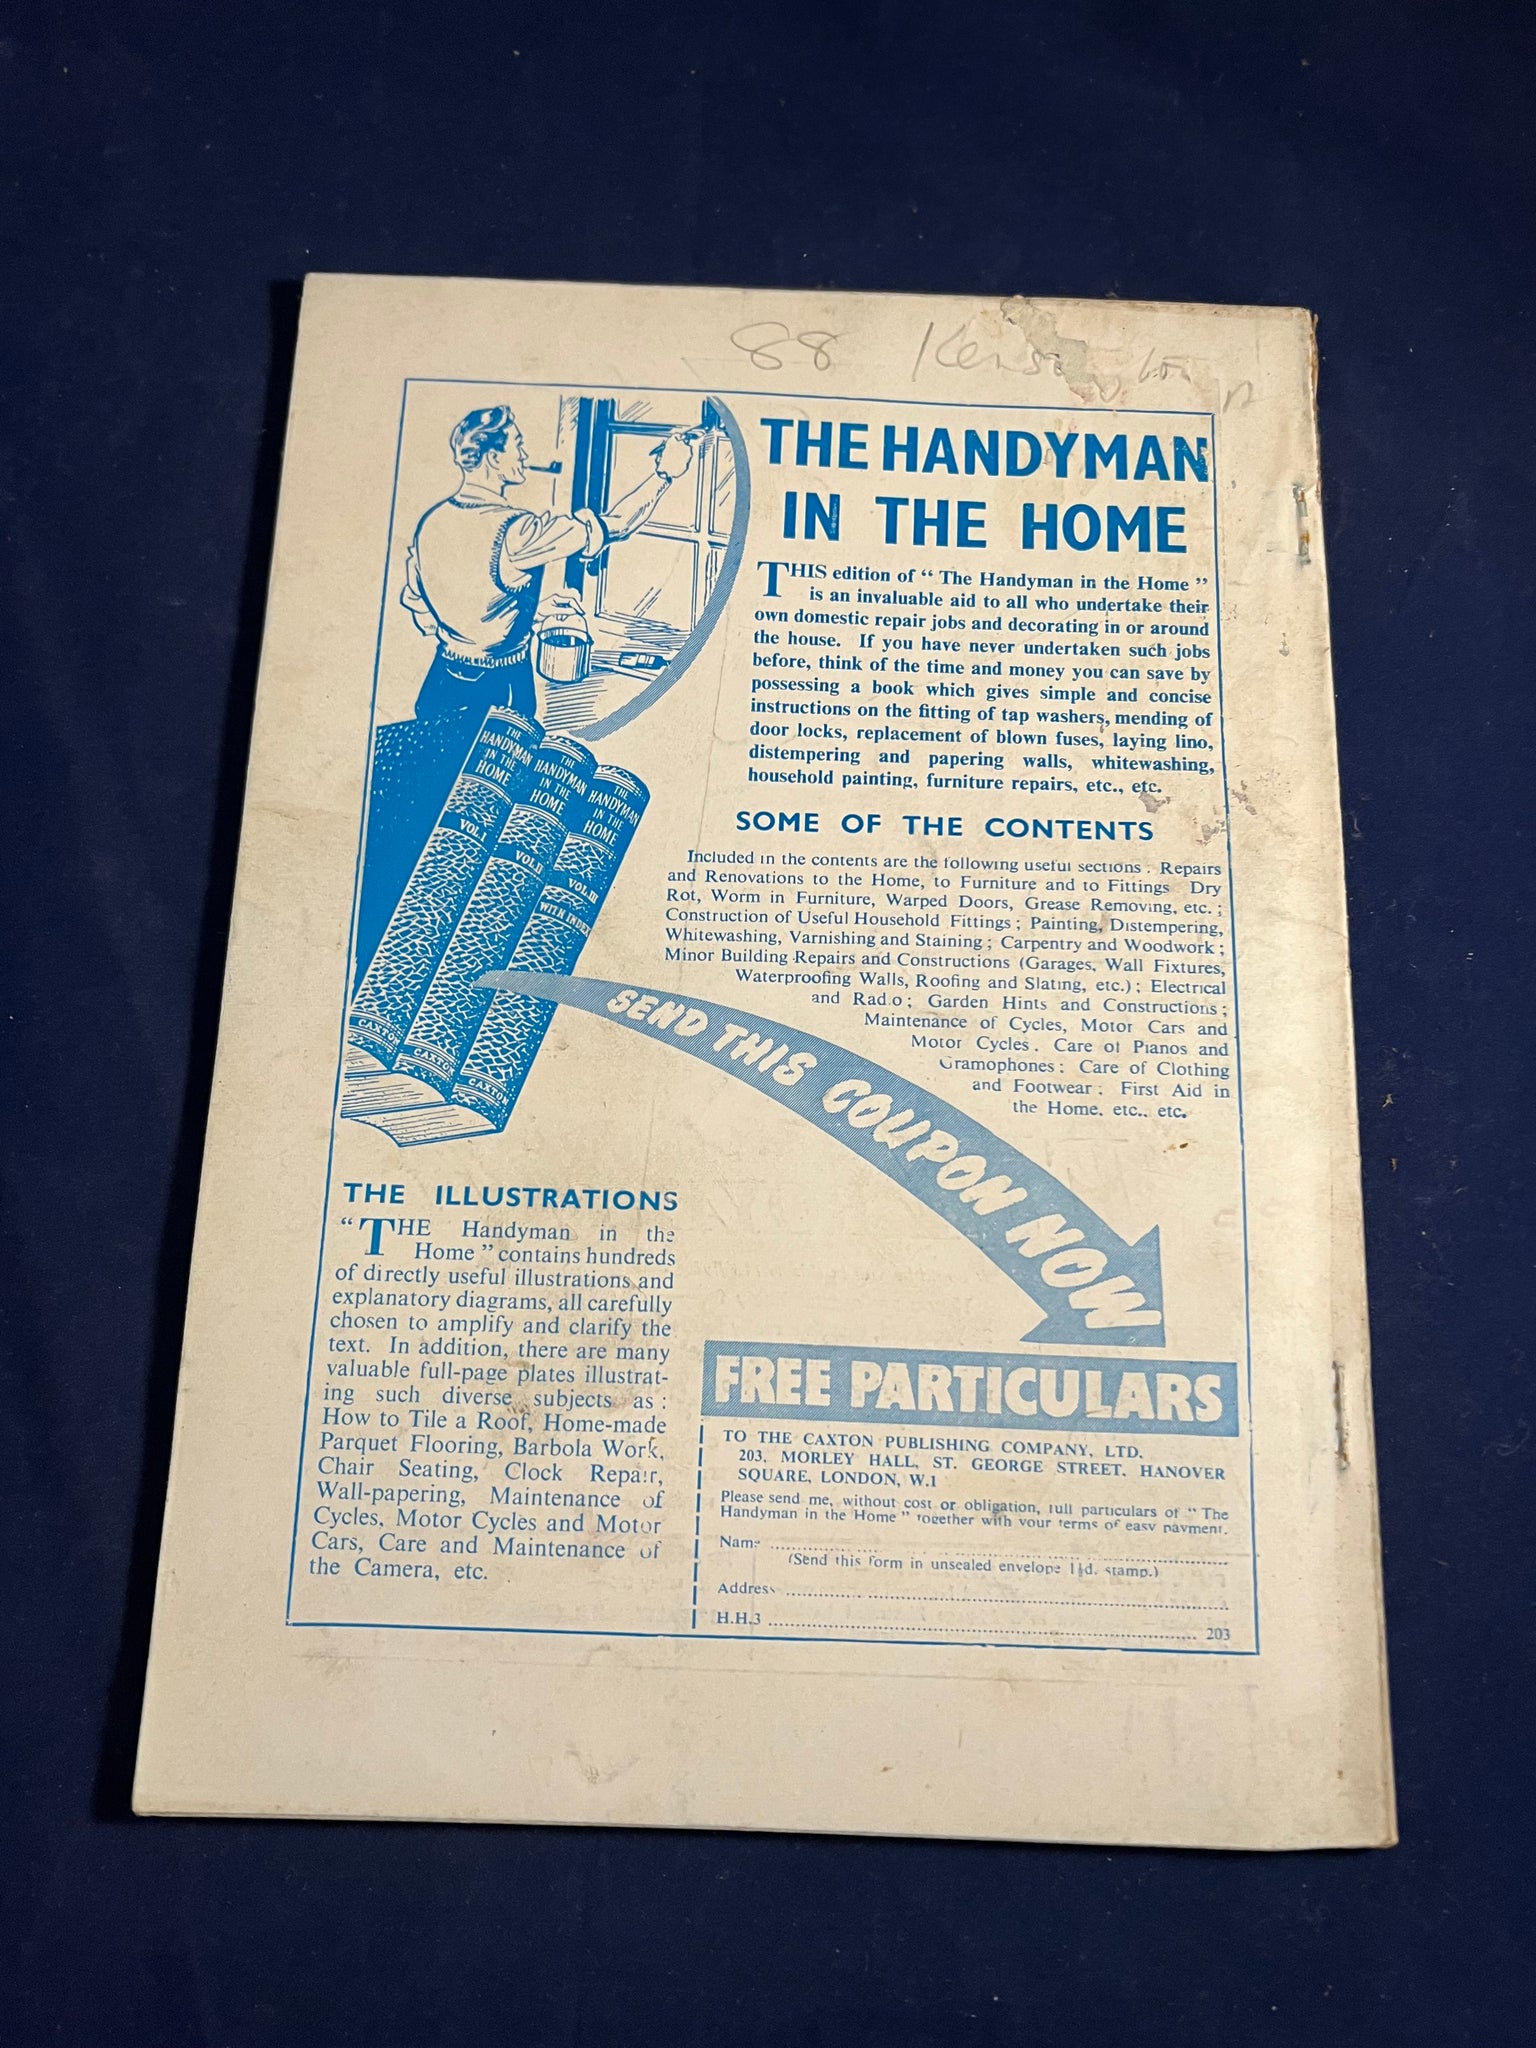 88 Kens
THE HANDYMAN
IN THE HOME
THIS edition of “ The Handyman in the Home ”
is an invaluable aid to all who undertake their
own domestic repair jobs and decorating in or around
the house. If you have never undertaken such jobs
before, think of the time and money you can save by
possessing a book which gives simple and concise
instructions on the fitting of tap washers, mending of
door locks, replacement of blown fuses, laying lino,
distempering and papering walls, whitewashing,
household painting, furniture repairs, etc., etc.
THE
HANDYMAN
IN THE
HOME
VOL. I
CAXTON
THE
HANDYMAN
IN THE
HOME
VOL. II
CAXTON
THE
HANDYMAN
IN THE
HOME
VOL. III
WITH INDEX
CAXTON
SOME OF THE CONTENTS
Included in the contents are the following useful sections : Repairs
and Renovations to the Home, to Furniture and to Fittings Dry
Rot, Worm in Furniture, Warped Doors, Grease Removing, etc. ;
Construction of Useful Household Fittings ; Painting, Distempering,
Whitewashing, Varnishing and Staining ; Carpentry and Woodwork ;
Minor Building Repairs and Constructions (Garages, Wall Fixtures,
Waterproofing Walls, Roofing and Slating, etc.) ; Electrical
and Radio ; Garden Hints and Constructions ;
Maintenance of Cycles, Motor Cars and
Motor Cycles. Care of Pianos and
Gramophones : Care of Clothing
and Footwear : First Aid in
the Home. etc., etc.
SEND THIS COUPON NOW
THE ILLUSTRATIONS
“THE Handyman in the
Home ” contains hundreds
of directly useful illustrations and
explanatory diagrams, all carefully
chosen to amplify and clarify the
text. In addition, there are many
valuable full-page plates illustrat-
ing such diverse subjects as :
How to Tile a Roof, Home-made
Parquet Flooring, Barbola Work,
Chair Seating, Clock Repair,
Wall-papering, Maintenance of
Cycles, Motor Cycles and Motor
Cars, Care and Maintenance of
the Camera, etc.
FREE PARTICULARS
TO THE CAXTON PUBLISHING COMPANY, LTD.
203, MORLEY HALL, ST. GEORGE STREET, HANOVER
SQUARE, LONDON, W.1
Please send me, without cost or obligation, full particulars of “ The
Handyman in the Home ” together with your terms of easy payment.
Name
(Send this form in unsealed envelope 1½d. stamp.)
Address
H.H.3 203